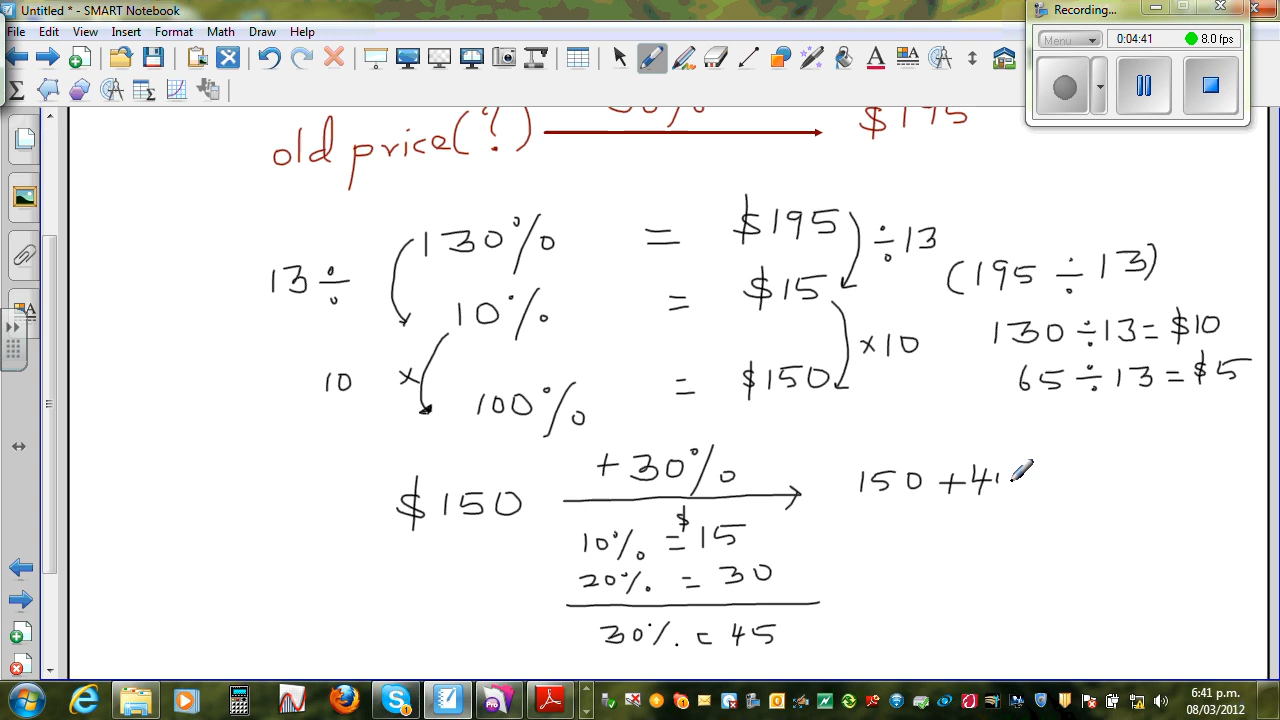 Untitled * - SMART Notebook
File Edit View Insert Format Math Draw Help
Recording...
Menu
0:04:41
8.0 fps
30%
old price(?) $195
130% = $195 ÷13
13÷ (195 ÷ 13)
10% = $15
130 ÷13 = $10
×10
10 × 100% = $150
65 ÷ 13 = $5
+ 30%
$150 150 + 4
10% = $15
20% = 30
30% = 45
6:41 p.m.
08/03/2012